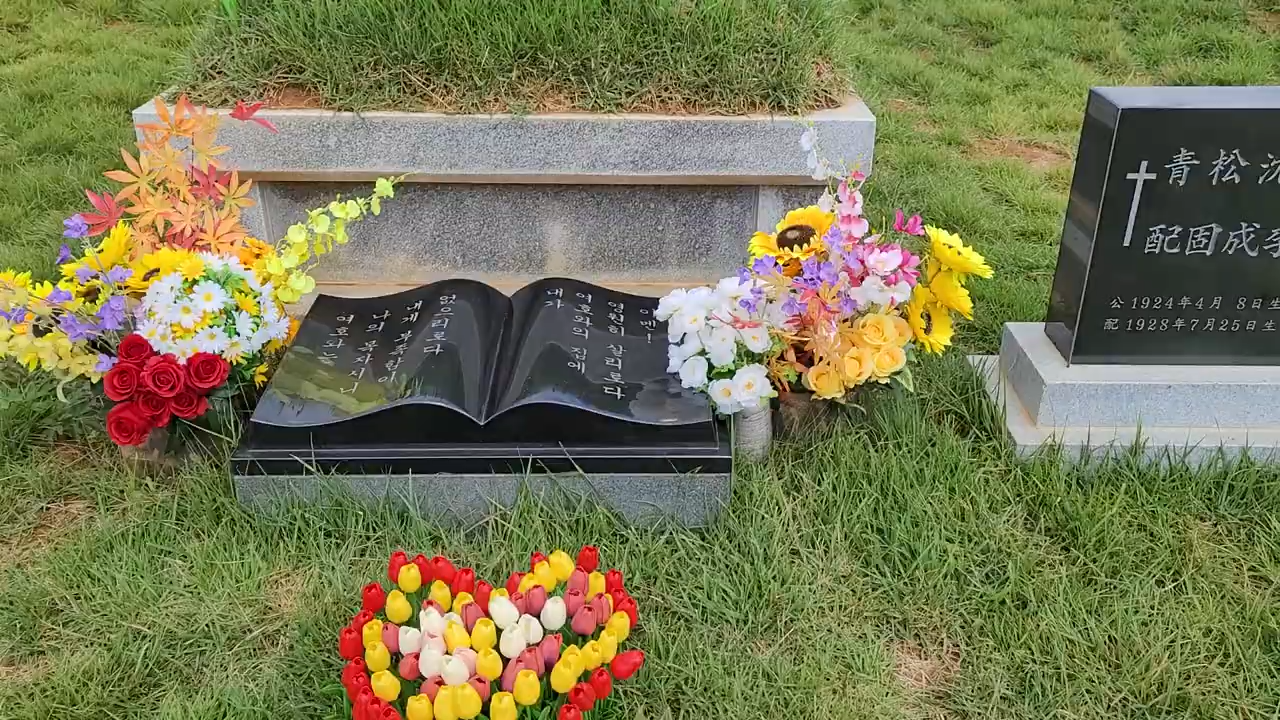 여호와는
나의 목자시니
내게 부족함이
없으리로다
내가
여호와의 집에
영원히 살리로다
아멘!
青松
配固成
公 1924年4月 8日生
配 1928年7月25日生